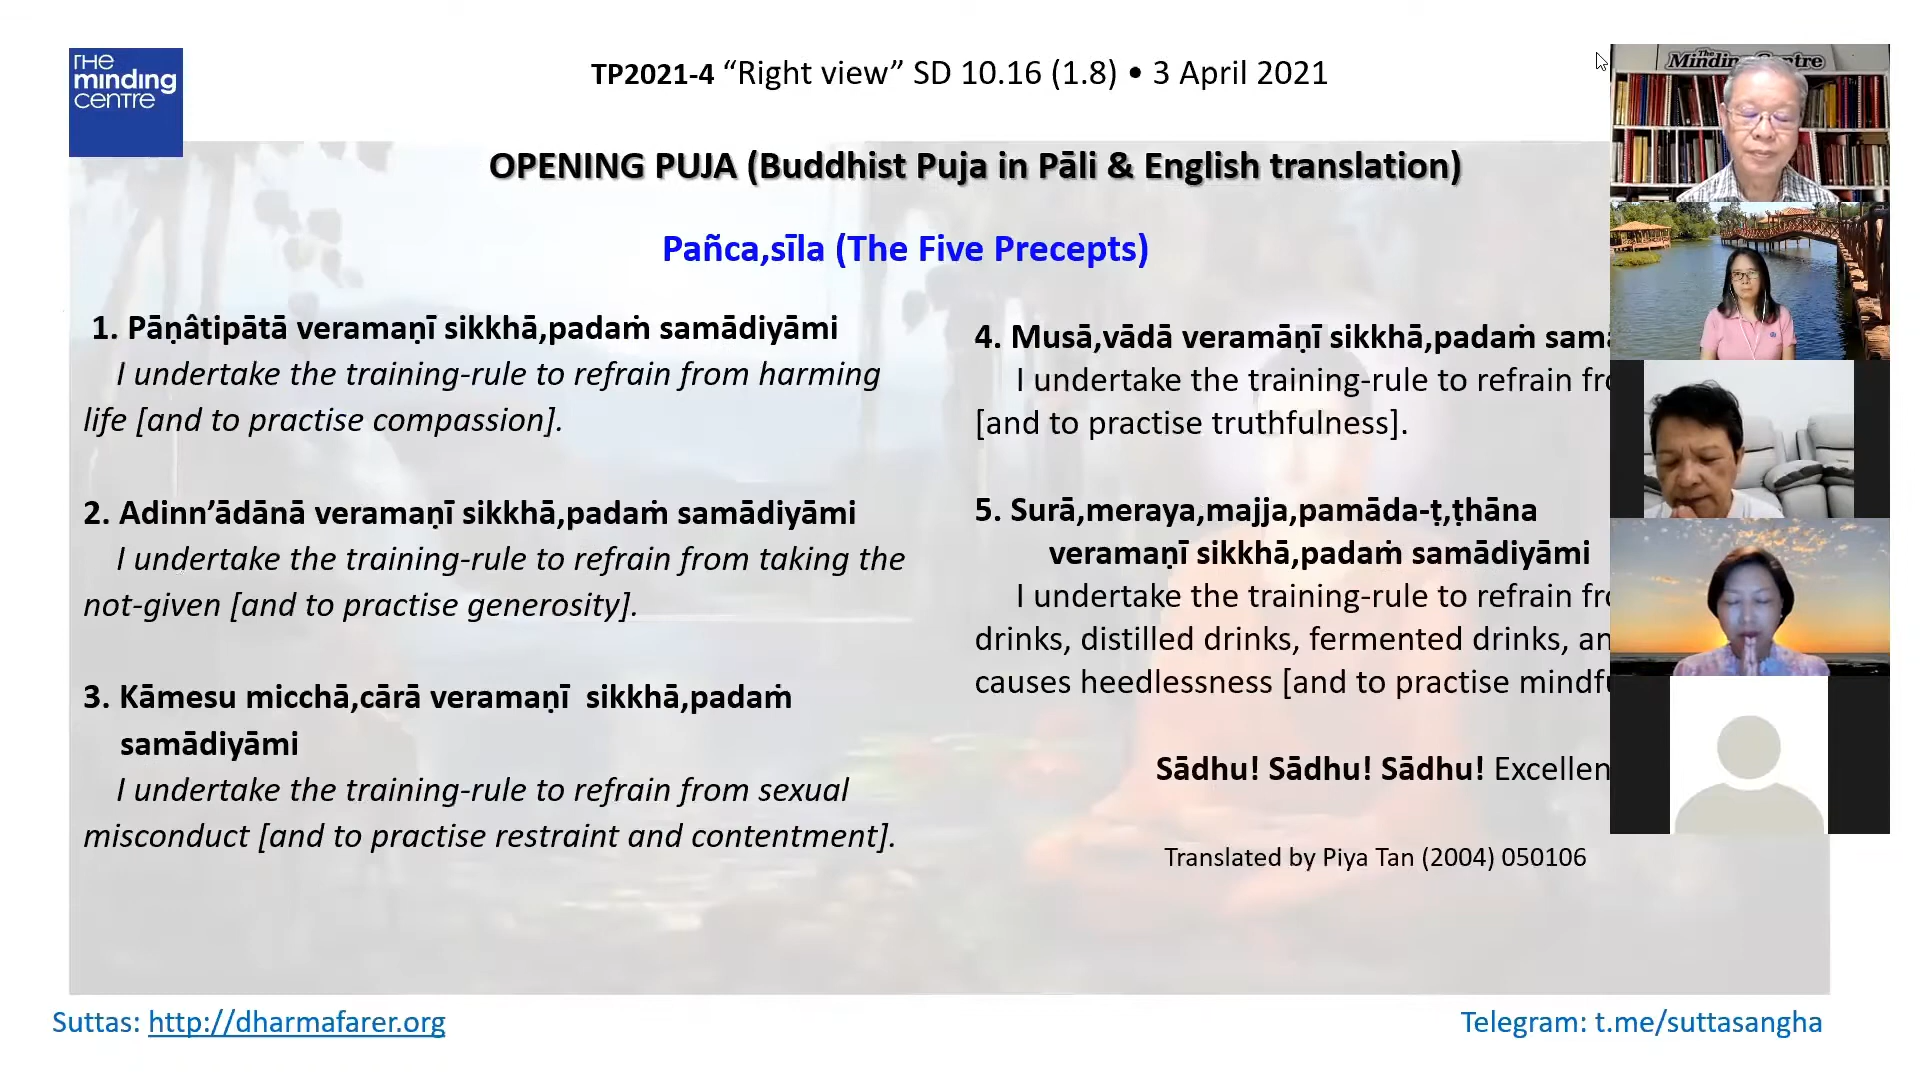 THE
minding
centre
TP2021-4 “Right view” SD 10.16 (1.8) • 3 April 2021
OPENING PUJA (Buddhist Puja in Pāli & English translation)
Pañca,sīla (The Five Precepts)
1. Pāṇâtipātā veramaṇī sikkhā,padaṁ samādiyāmi
I undertake the training-rule to refrain from harming
life [and to practise compassion].
2. Adinn’ādānā veramaṇī sikkhā,padaṁ samādiyāmi
I undertake the training-rule to refrain from taking the
not-given [and to practise generosity].
3. Kāmesu micchā,cārā veramaṇī sikkhā,padaṁ
samādiyāmi
I undertake the training-rule to refrain from sexual
misconduct [and to practise restraint and contentment].
4. Musā,vādā veramāṇī sikkhā,padaṁ
I undertake the training-rule to refrain
[and to practise truthfulness].
5. Surā,meraya,majja,pamāda-ṭ,ṭhāna
veramaṇī sikkhā,padaṁ samādiyāmi
I undertake the training-rule to refrain
drinks, distilled drinks, fermented drinks,
causes heedlessness [and to practise
Sādhu! Sādhu! Sādhu! Excellen
Translated by Piya Tan (2004) 050106
Suttas: http://dharmafarer.org
Telegram: t.me/suttasangha
The
Minding Centre